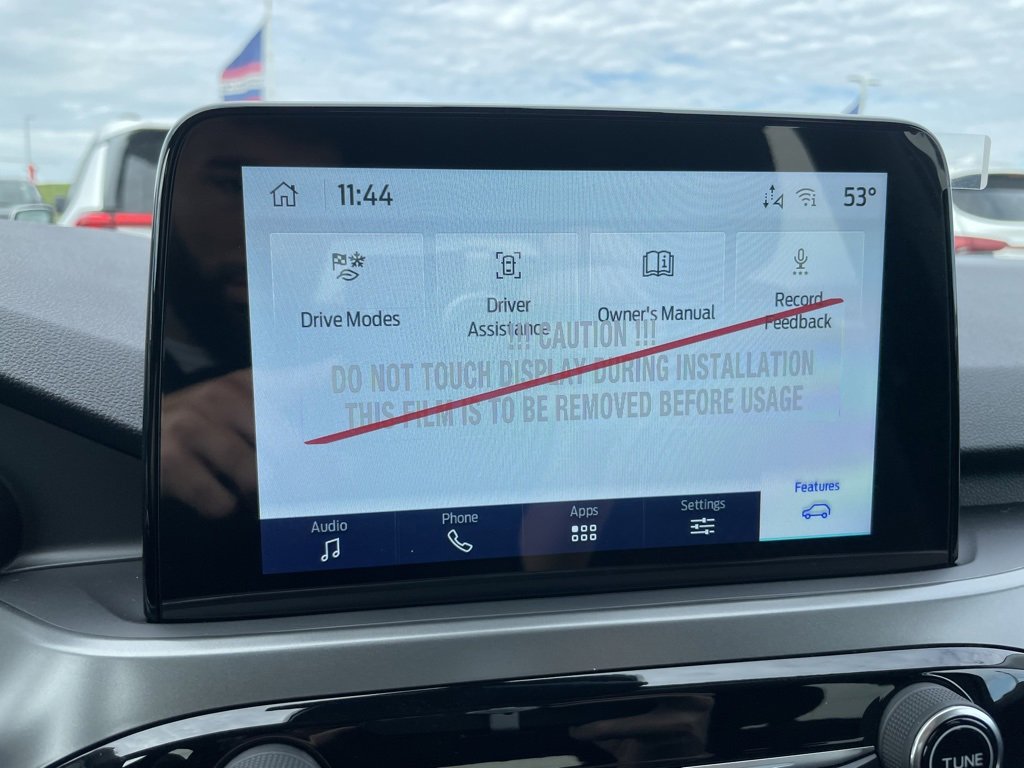 11:44
53°
Drive Modes
Driver
Assistance
Owner's Manual
Record
Feedback
!!! CAUTION !!!
DO NOT TOUCH DISPLAY DURING INSTALLATION
THIS FILM IS TO BE REMOVED BEFORE USAGE
Audio
Phone
Apps
Settings
Features
TUNE